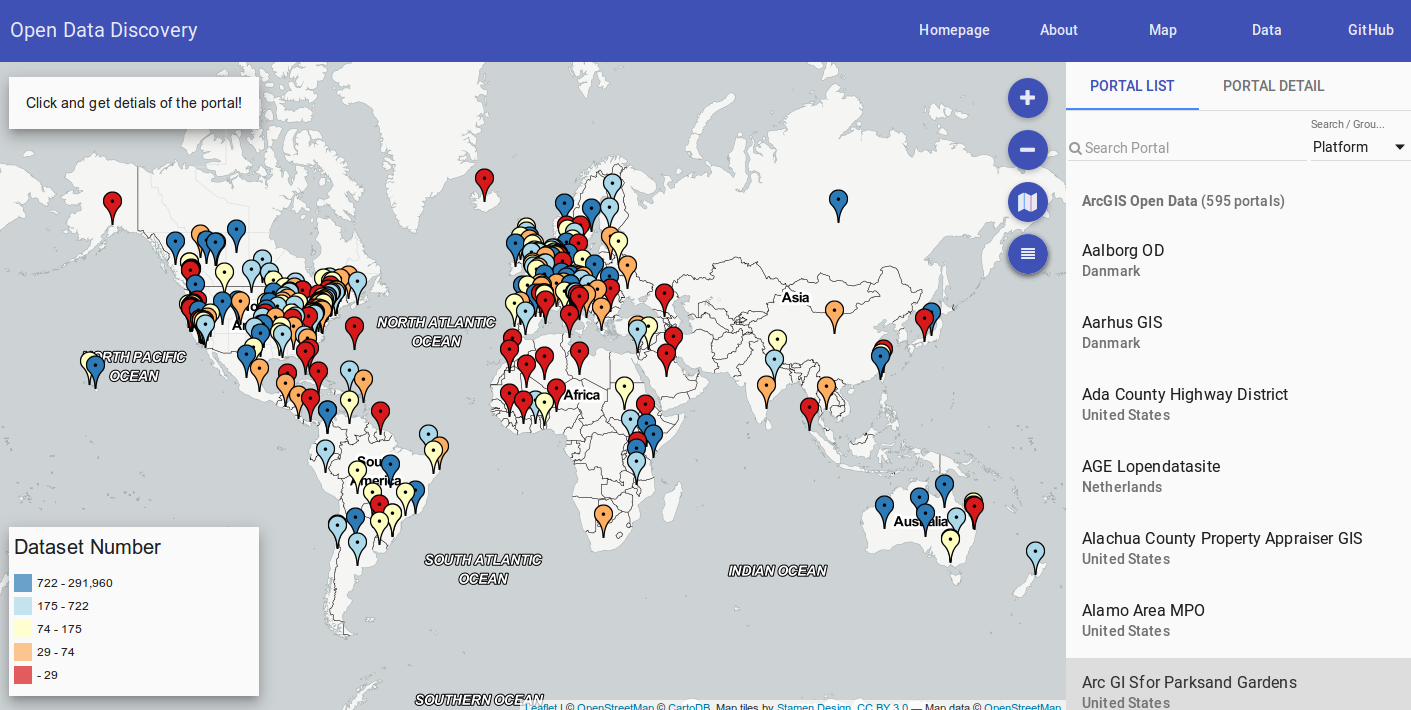 Open Data Discovery
Homepage
About
Map
Data
GitHub
Click and get detials of the portal!
PORTAL LIST
PORTAL DETAIL
Search Portal
Search / Grou...
Platform
ArcGIS Open Data (595 portals)
Aalborg OD
Denmark
Aarhus GIS
Denmark
Ada County Highway District
United States
AGE Lopendatasite
Netherlands
Alachua County Property Appraiser GIS
United States
Alamo Area MPO
United States
Arc GI Sfor Parksand Gardens
United States
Asia
NORTH ATLANTIC
OCEAN
PACIFIC
OCEAN
Africa
America
Australia
SOUTH ATLANTIC
OCEAN
INDIAN OCEAN
SOUTHERN OCEAN
Dataset Number
722 - 291,960
175 - 722
74 - 175
29 - 74
- 29
Leaflet | © OpenStreetMap © CartoDB, Map tiles by Stamen Design, CC BY 3.0 — Map data © OpenStreetMap